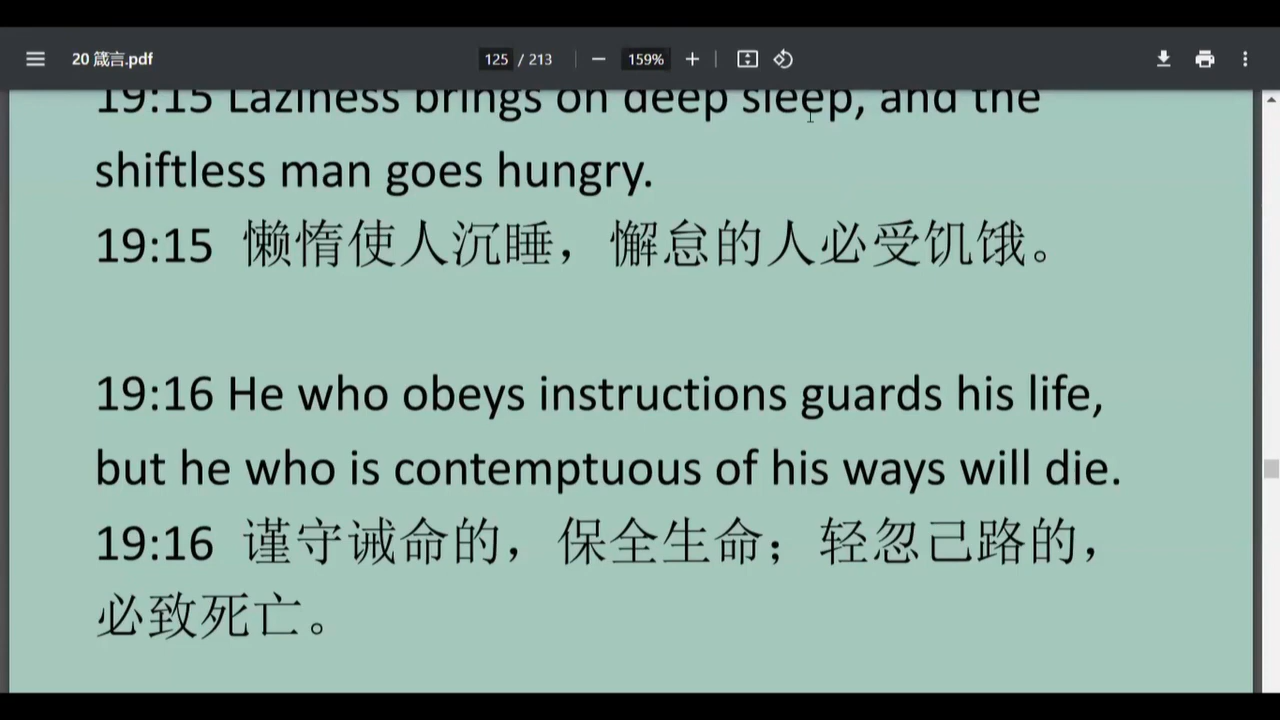 20 箴言.pdf
125 / 213
159%
19:15 Laziness brings on deep sleep, and the
shiftless man goes hungry.
19:15 懒惰使人沉睡，懈怠的人必受饥饿。
19:16 He who obeys instructions guards his life,
but he who is contemptuous of his ways will die.
19:16 谨守诫命的，保全生命；轻忽己路的，
必致死亡。